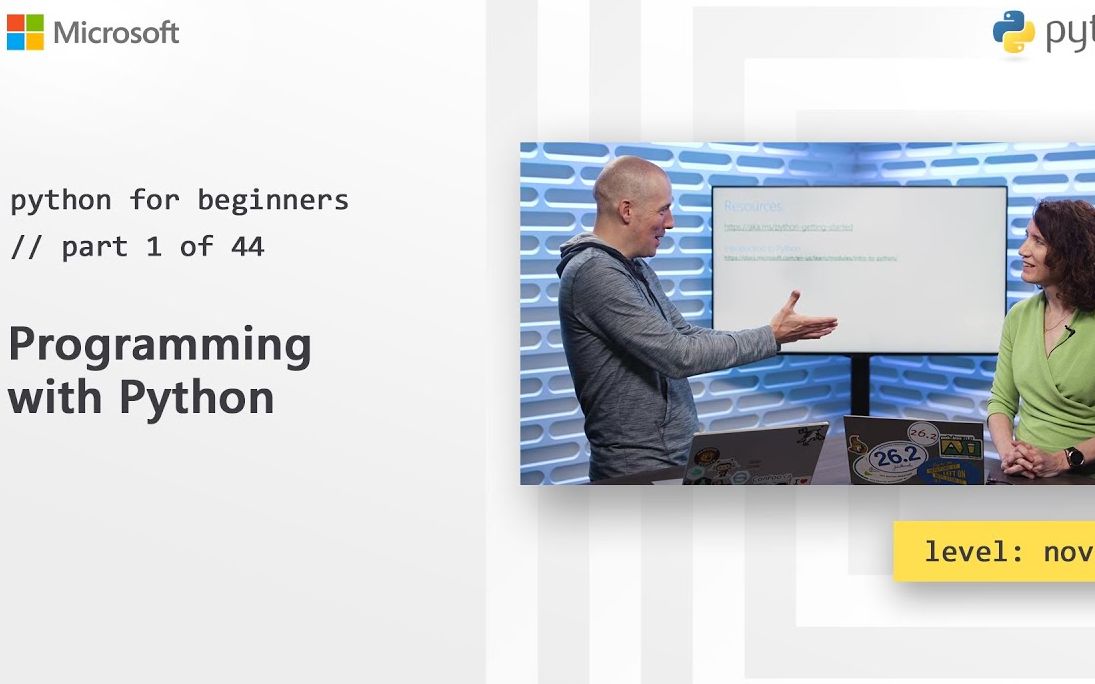 Microsoft
pyt
python for beginners
// part 1 of 44
Programming
with Python
Resources
https://aka.ms/python-getting-started
Introduction to Python
https://docs.microsoft.com/en-us/learn/modules/intro-to-python/
26.2
26.2
level: nov